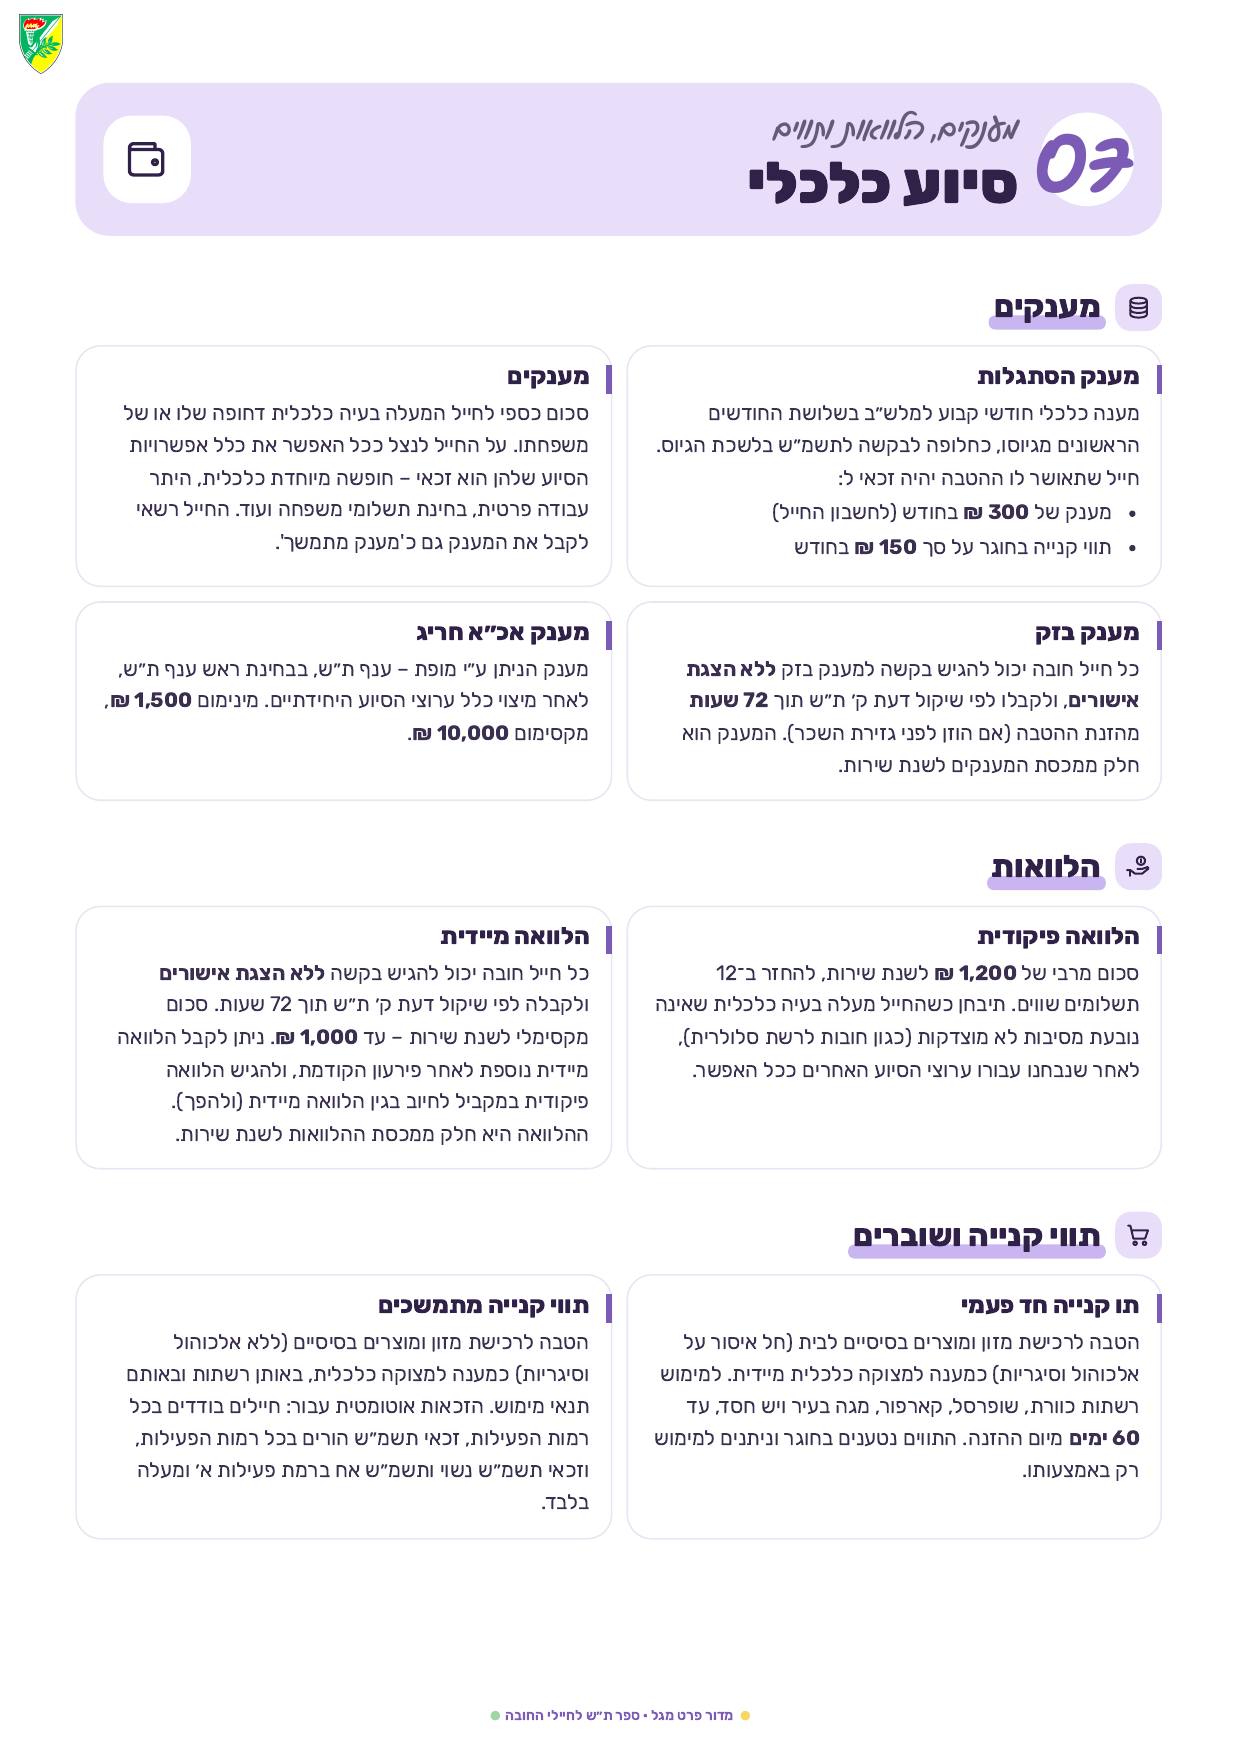 07
מענקים, הלוואות ותווים
סיוע כלכלי
מענקים
מענק הסתגלות
מענה כלכלי חודשי קבוע למלש״ב בשלושת החודשים
הראשונים מגיוסו, כחלופה לבקשה לתשמ״ש בלשכת הגיוס.
חייל שתאושר לו ההטבה יהיה זכאי ל:
• מענק של 300 ₪ בחודש (לחשבון החייל)
• תווי קנייה בחוגר על סך 150 ₪ בחודש
מענקים
סכום כספי לחייל המעלה בעיה כלכלית דחופה שלו או של
משפחתו. על החייל לנצל ככל האפשר את כלל אפשרויות
הסיוע שלהן הוא זכאי – חופשה מיוחדת כלכלית, היתר
עבודה פרטית, בחינת תשלומי משפחה ועוד. החייל רשאי
לקבל את המענק גם כ'מענק מתמשך'.
מענק בזק
כל חייל חובה יכול להגיש בקשה למענק בזק ללא הצגת
אישורים, ולקבלו לפי שיקול דעת ק׳ ת״ש תוך 72 שעות
מהזנת ההטבה (אם הוזן לפני גזירת השכר). המענק הוא
חלק ממכסת המענקים לשנת שירות.
מענק אכ״א חריג
מענק הניתן ע״י מופת – ענף ת״ש, בבחינת ראש ענף ת״ש,
לאחר מיצוי כלל ערוצי הסיוע היחידתיים. מינימום 1,500 ₪,
מקסימום 10,000 ₪.
הלוואות
הלוואה פיקודית
סכום מרבי של 1,200 ₪ לשנת שירות, להחזר ב־12
תשלומים שווים. תיבחן כשהחייל מעלה בעיה כלכלית שאינה
נובעת מסיבות לא מוצדקות (כגון חובות לרשת סלולרית),
לאחר שנבחנו עבורו ערוצי הסיוע האחרים ככל האפשר.
הלוואה מיידית
כל חייל חובה יכול להגיש בקשה ללא הצגת אישורים
ולקבלה לפי שיקול דעת ק׳ ת״ש תוך 72 שעות. סכום
מקסימלי לשנת שירות – עד 1,000 ₪. ניתן לקבל הלוואה
מיידית נוספת לאחר פירעון הקודמת, ולהגיש הלוואה
פיקודית במקביל לחיוב בגין הלוואה מיידית (ולהפך).
ההלוואה היא חלק ממכסת ההלוואות לשנת שירות.
תווי קנייה ושוברים
תו קנייה חד פעמי
הטבה לרכישת מזון ומוצרים בסיסיים לבית (חל איסור על
אלכוהול וסיגריות) כמענה למצוקה כלכלית מיידית. למימוש
רשתות כוורת, שופרסל, קארפור, מגה בעיר ויש חסד, עד
60 ימים מיום ההזנה. התווים נטענים בחוגר וניתנים למימוש
רק באמצעותו.
תווי קנייה מתמשכים
הטבה לרכישת מזון ומוצרים בסיסיים (ללא אלכוהול
וסיגריות) כמענה למצוקה כלכלית, באותן רשתות ובאותם
תנאי מימוש. הזכאות אוטומטית עבור: חיילים בודדים בכל
רמות הפעילות, זכאי תשמ״ש הורים בכל רמות הפעילות,
וזכאי תשמ״ש נשוי ותשמ״ש אח ברמת פעילות א׳ ומעלה
בלבד.
מדור פרט מגל • ספר ת״ש לחיילי החובה